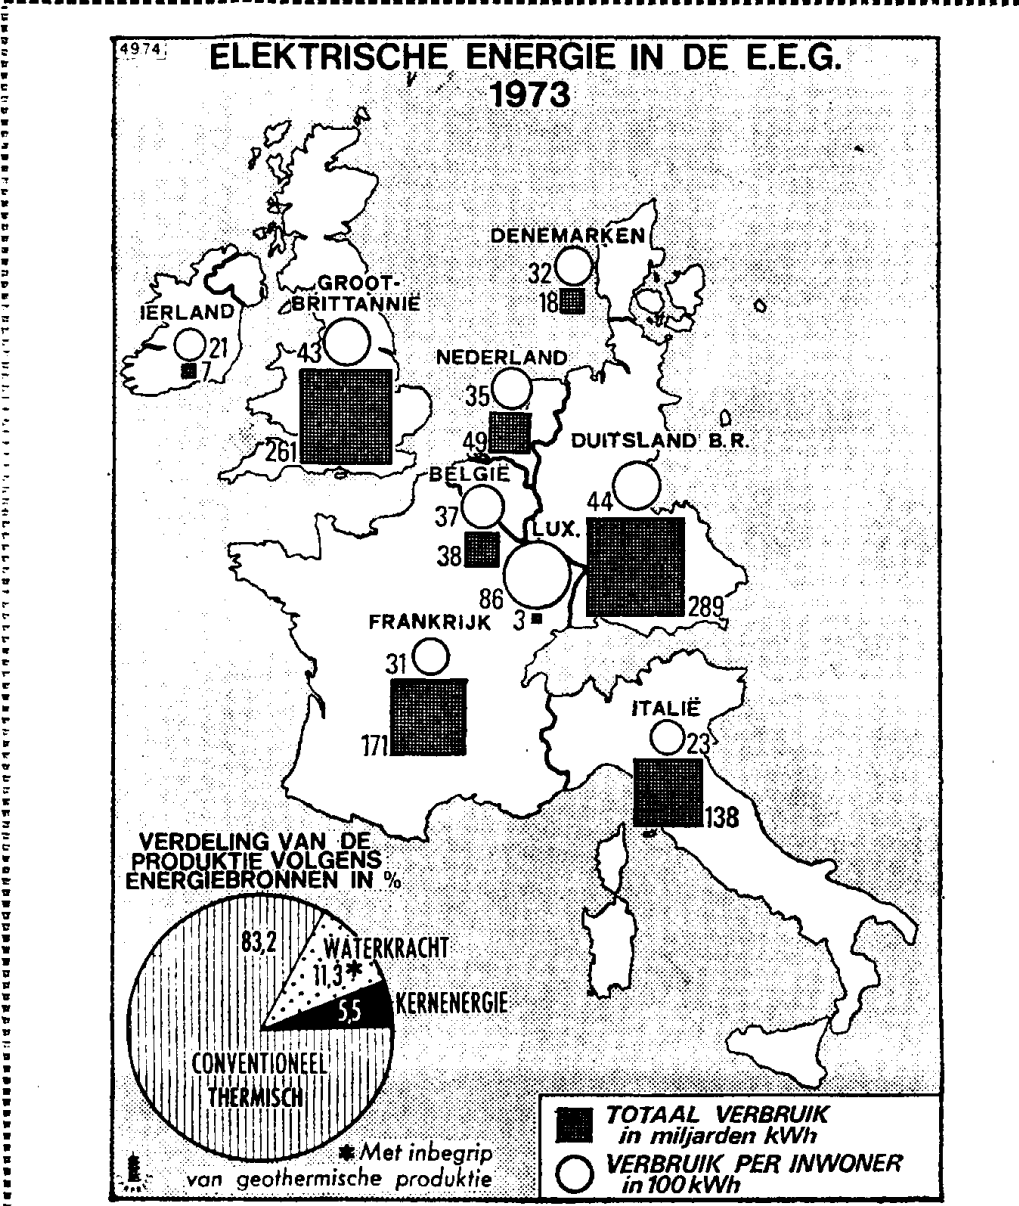 4974
ELEKTRISCHE ENERGIE IN DE E.E.G.
1973
DENEMARKEN
32
18
GROOT-
BRITTANNIË
43
261
IERLAND
21
7
NEDERLAND
35
49
DUITSLAND B.R.
44
289
BELGIË
37
38
LUX.
86
3
FRANKRIJK
31
171
ITALIË
23
138
VERDELING VAN DE
PRODUKTIE VOLGENS
ENERGIEBRONNEN IN %
83,2
WATERKRACHT
11,3*
KERNENERGIE
5,5
CONVENTIONEEL
THERMISCH
* Met inbegrip
van geothermische produktie
TOTAAL VERBRUIK
in miljarden kWh
VERBRUIK PER INWONER
in 100 kWh